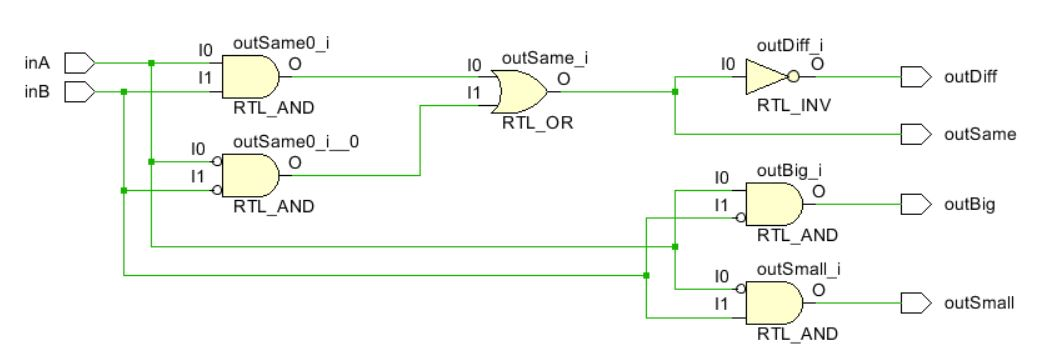 inA
inB
I0
I1
outSame0_i
O
RTL_AND
I0
I1
outSame0_i__0
O
RTL_AND
I0
I1
outSame_i
O
RTL_OR
I0
outDiff_i
O
RTL_INV
outDiff
outSame
I0
I1
outBig_i
O
RTL_AND
outBig
I0
I1
outSmall_i
O
RTL_AND
outSmall